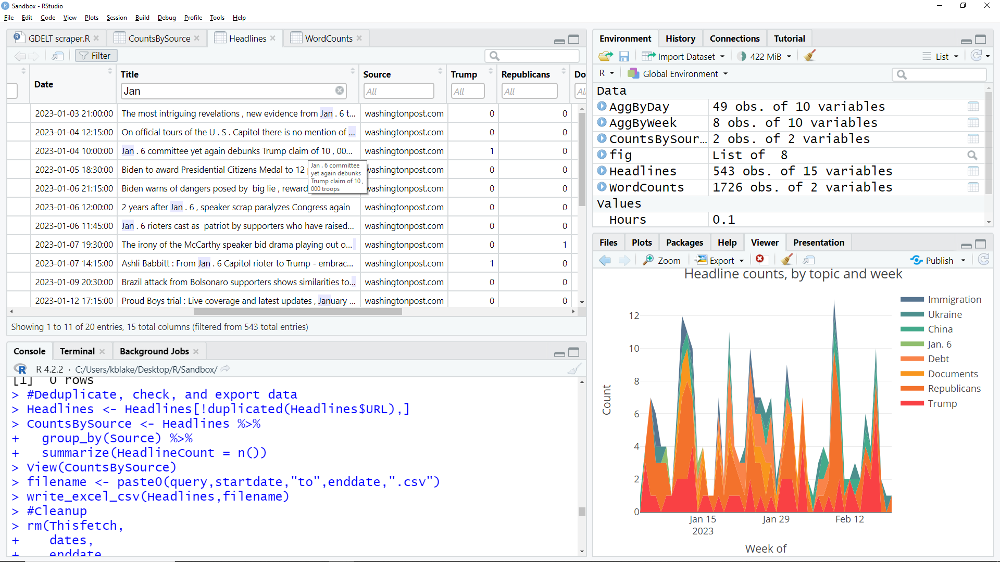 Sandbox - RStudio
File Edit Code View Plots Session Build Debug Profile Tools Help
GDELT scraper.R CountsBySource Headlines WordCounts
Filter
Date Title Source Trump Republicans Do
Jan All All All Al
2023-01-03 21:00:00 The most intriguing revelations , new evidence from Jan . 6 t... washingtonpost.com 0 0
2023-01-04 12:15:00 On official tours of the U . S . Capitol there is no mention of ... washingtonpost.com 0 0
2023-01-04 10:00:00 Jan . 6 committee yet again debunks Trump claim of 10 , 00... washingtonpost.com 1 0
2023-01-05 18:30:00 Biden to award Presidential Citizens Medal to 12 washingtonpost.com 0 0
2023-01-06 21:15:00 Biden warns of dangers posed by big lie , reward washingtonpost.com 0 0
Jan . 6 committee
yet again debunks
Trump claim of 10 ,
000 troops
2023-01-06 12:00:00 2 years after Jan . 6 , speaker scrap paralyzes Congress again washingtonpost.com 0 0
2023-01-06 11:45:00 Jan . 6 rioters cast as patriot by supporters who have raised... washingtonpost.com 0 0
2023-01-07 19:30:00 The irony of the McCarthy speaker bid drama playing out o... washingtonpost.com 0 1
2023-01-07 14:15:00 Ashli Babbitt : From Jan . 6 Capitol rioter to Trump - embrac... washingtonpost.com 1 0
2023-01-09 20:30:00 Brazil attack from Bolsonaro supporters shows similarities to... washingtonpost.com 0 0
2023-01-12 17:15:00 Proud Boys trial : Live coverage and latest updates , January ... washingtonpost.com 0 0
Showing 1 to 11 of 20 entries, 15 total columns (filtered from 543 total entries)
Console Terminal Background Jobs
R 4.2.2 · C:/Users/kblake/Desktop/R/Sandbox/
[1] 0 rows
> #Deduplicate, check, and export data
> Headlines <- Headlines[!duplicated(Headlines$URL),]
> CountsBySource <- Headlines %>%
+ group_by(Source) %>%
+ summarize(HeadlineCount = n())
> View(CountsBySource)
> filename <- paste0(query,startdate,"to",enddate,".csv")
> write_excel_csv(Headlines,filename)
> #Cleanup
> rm(Thisfetch,
+ dates,
+ enddate
Environment History Connections Tutorial
Import Dataset 422 MiB List
R Global Environment
Data
AggByDay 49 obs. of 10 variables
AggByWeek 8 obs. of 10 variables
CountsBySour... 2 obs. of 2 variables
fig List of 8
Headlines 543 obs. of 15 variables
WordCounts 1726 obs. of 2 variables
Values
Hours 0.1
Files Plots Packages Help Viewer Presentation
Zoom Export Publish
Headline counts, by topic and week
Immigration
Ukraine
China
Jan. 6
Debt
Documents
Republicans
Trump
12
10
8
6
4
2
0
Count
Jan 15 Jan 29 Feb 12
2023
Week of